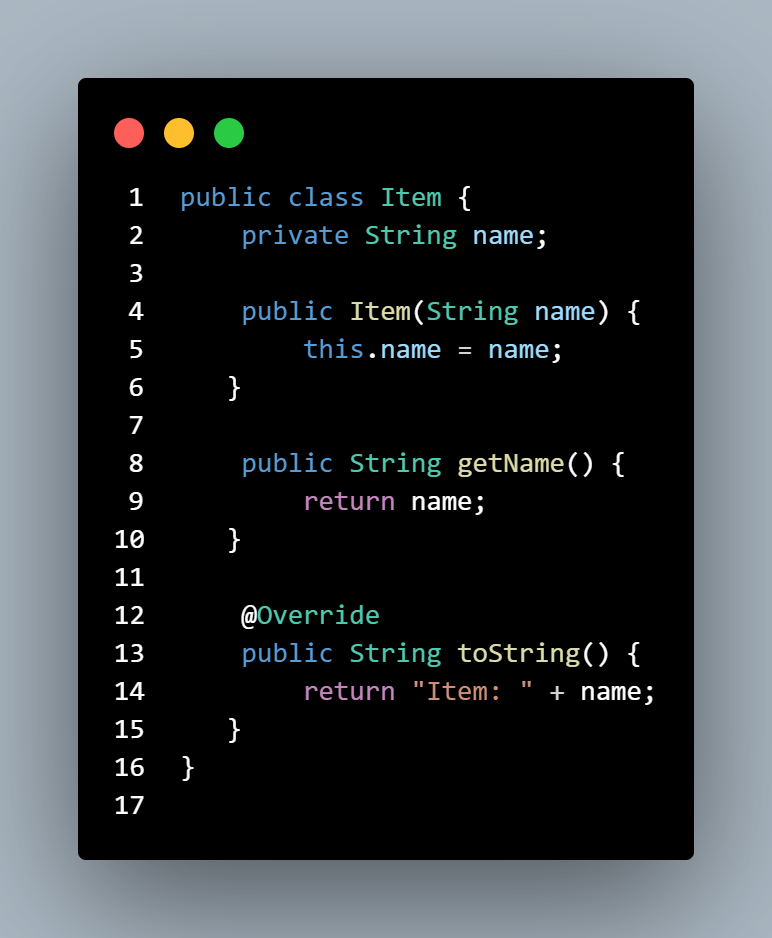 1 public class Item {
2     private String name;
3
4     public Item(String name) {
5         this.name = name;
6    }
7
8     public String getName() {
9         return name;
10    }
11
12     @Override
13     public String toString() {
14         return "Item: " + name;
15    }
16 }
17